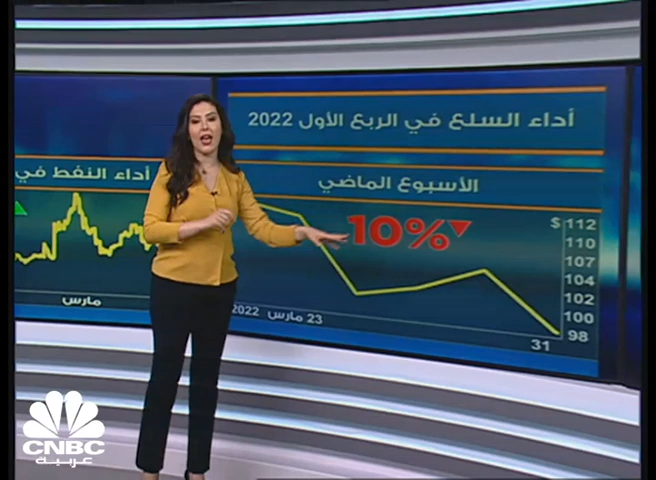 أداء السلع في الربع الأول 2022
الأسبوع الماضي
10%
$ 112
110
107
104
102
100
98
23 مارس 2022
31
أداء النفط في
مارس
CNBC
عربية